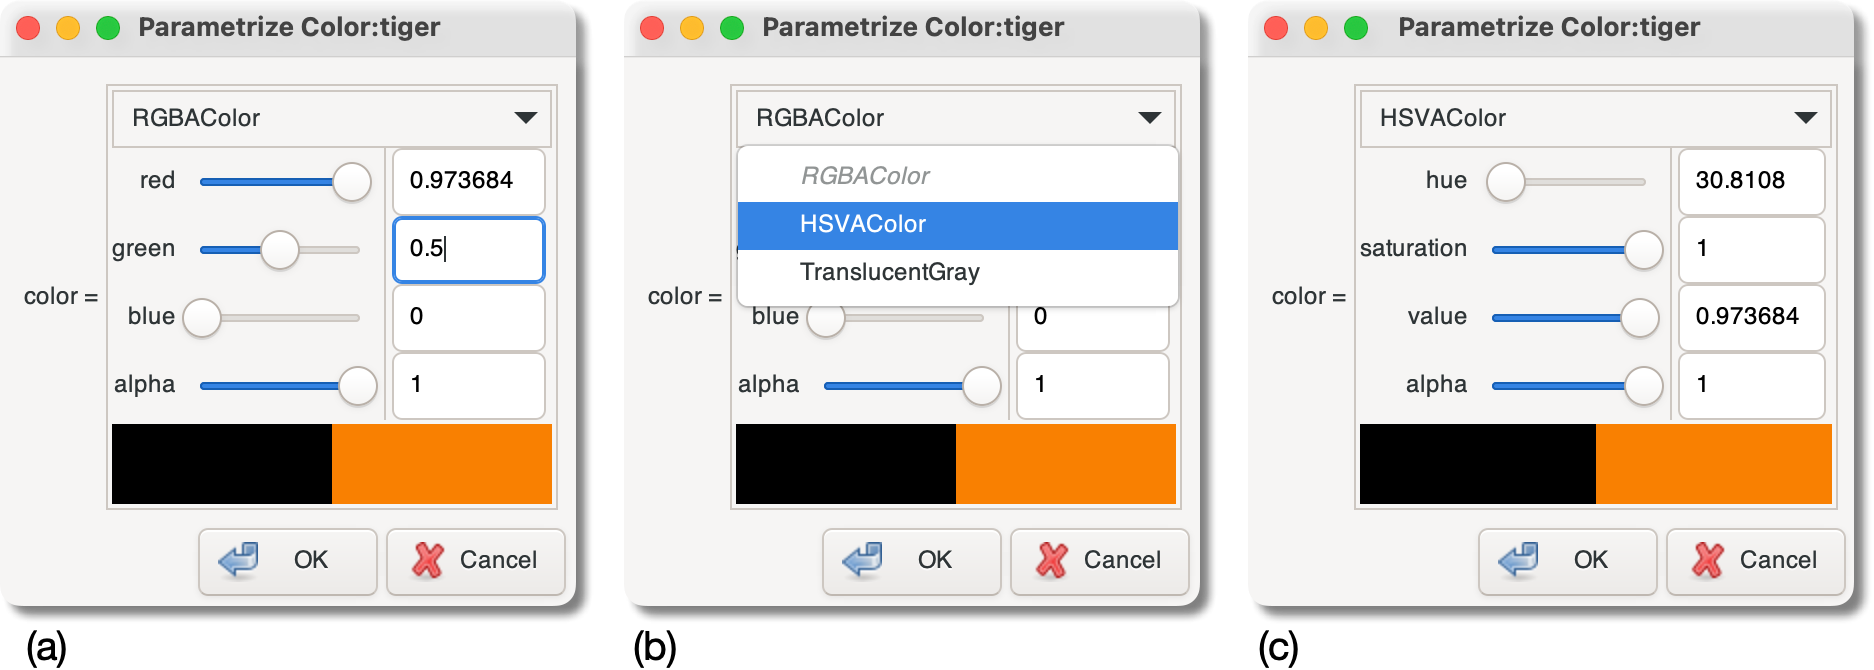 Parametrize Color:tiger
RGBAColor
red 0.973684
green 0.5
color =
blue 0
alpha 1
OK Cancel
(a)
Parametrize Color:tiger
RGBAColor
RGBAColor
HSVAColor
TranslucentGray
color =
blue 0
alpha 1
OK Cancel
(b)
Parametrize Color:tiger
HSVAColor
hue 30.8108
saturation 1
color =
value 0.973684
alpha 1
OK Cancel
(c)